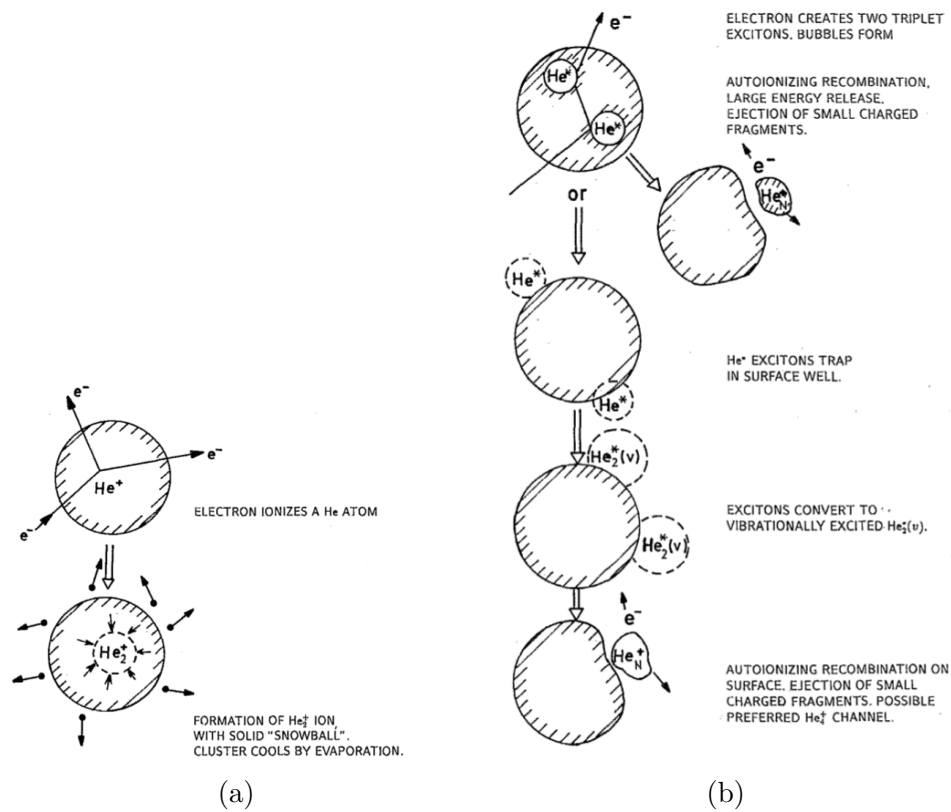 e⁻
He*
He*
ELECTRON CREATES TWO TRIPLET
EXCITONS. BUBBLES FORM
AUTOIONIZING RECOMBINATION,
LARGE ENERGY RELEASE.
EJECTION OF SMALL CHARGED
FRAGMENTS.
e⁻
He_N^+
or
He*
He*
HE* EXCITONS TRAP
IN SURFACE WELL.
He₂*(v)
He₂*(v)
EXCITONS CONVERT TO
VIBRATIONALLY EXCITED He₂*(v).
e⁻
He_N^+
AUTOIONIZING RECOMBINATION ON
SURFACE. EJECTION OF SMALL
CHARGED FRAGMENTS. POSSIBLE
PREFERRED He₄⁺ CHANNEL.
(b)
e⁻
e⁻
He⁺
e⁻
ELECTRON IONIZES A He ATOM
He₂⁺
FORMATION OF He₂⁺ ION
WITH SOLID "SNOWBALL".
CLUSTER COOLS BY EVAPORATION.
(a)